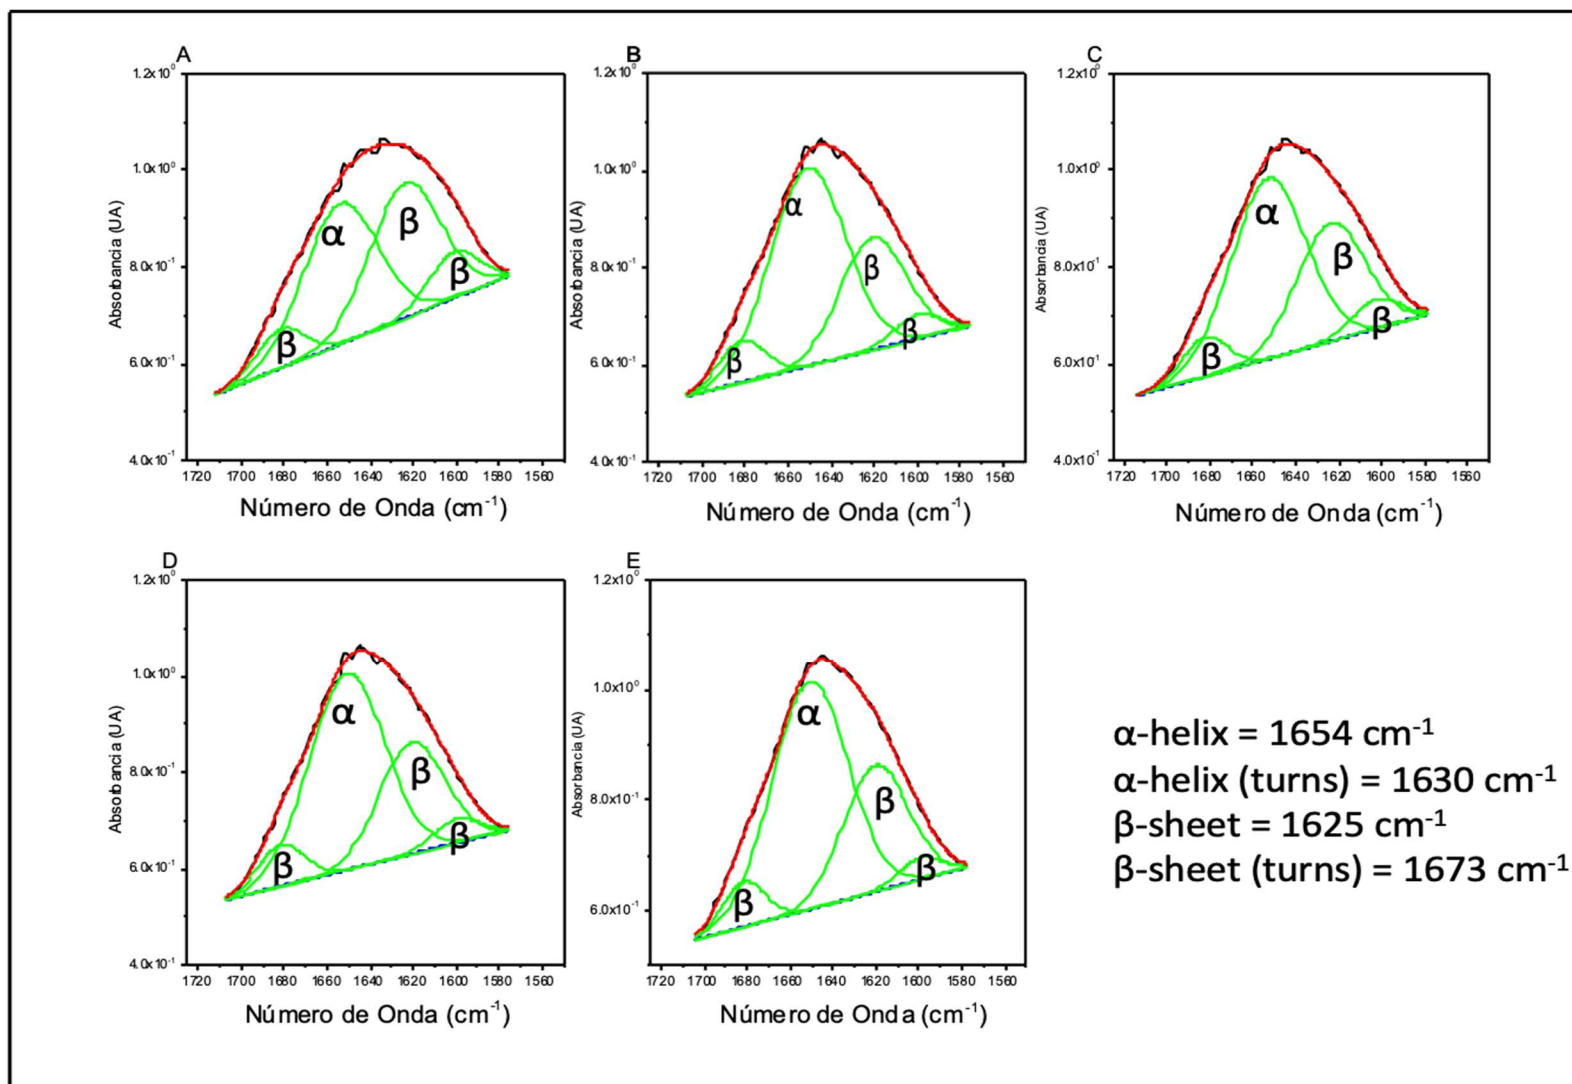 A
1.2x10⁰
1.0x10⁰
8.0x10⁻¹
6.0x10⁻¹
4.0x10⁻¹
Absorbancia (UA)
β
α
β
β
1720 1700 1680 1660 1640 1620 1600 1580 1560
Número de Onda (cm⁻¹)
B
1.2x10⁰
1.0x10⁰
8.0x10⁻¹
6.0x10⁻¹
4.0x10⁻¹
Absorbancia (UA)
β
α
β
β
1720 1700 1680 1660 1640 1620 1600 1580 1560
Número de Onda (cm⁻¹)
C
1.2x10⁰
1.0x10⁰
8.0x10⁻¹
6.0x10⁻¹
4.0x10⁻¹
Absorbancia (UA)
β
α
β
β
1720 1700 1680 1660 1640 1620 1600 1580 1560
Número de Onda (cm⁻¹)
D
1.2x10⁰
1.0x10⁰
8.0x10⁻¹
6.0x10⁻¹
4.0x10⁻¹
Absorbancia (UA)
β
α
β
β
1720 1700 1680 1660 1640 1620 1600 1580 1560
Número de Onda (cm⁻¹)
E
1.2x10⁰
1.0x10⁰
8.0x10⁻¹
6.0x10⁻¹
Absorbancia (UA)
β
α
β
β
1720 1700 1680 1660 1640 1620 1600 1580 1560
Número de Onda (cm⁻¹)
α-helix = 1654 cm⁻¹
α-helix (turns) = 1630 cm⁻¹
β-sheet = 1625 cm⁻¹
β-sheet (turns) = 1673 cm⁻¹